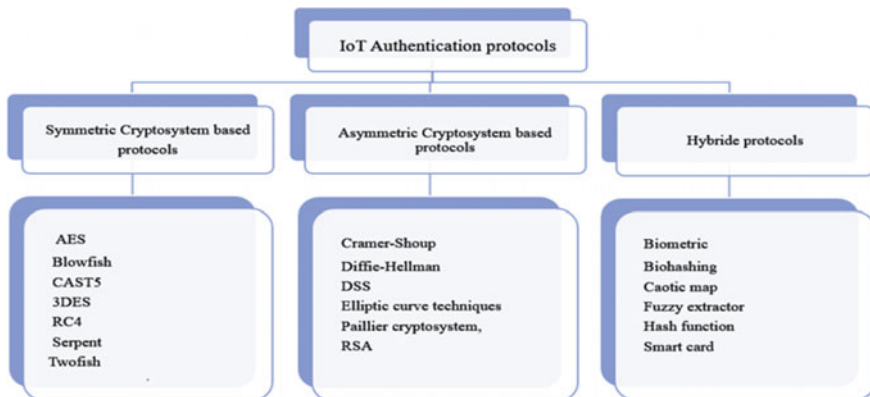 IoT Authentication protocols
Symmetric Cryptosystem based
protocols
Asymmetric Cryptosystem based
protocols
Hybride protocols
AES
Blowfish
CAST5
3DES
RC4
Serpent
Twofish
Cramer-Shoup
Diffie-Hellman
DSS
Elliptic curve techniques
Paillier cryptosystem,
RSA
Biometric
Biohashing
Caotic map
Fuzzy extractor
Hash function
Smart card